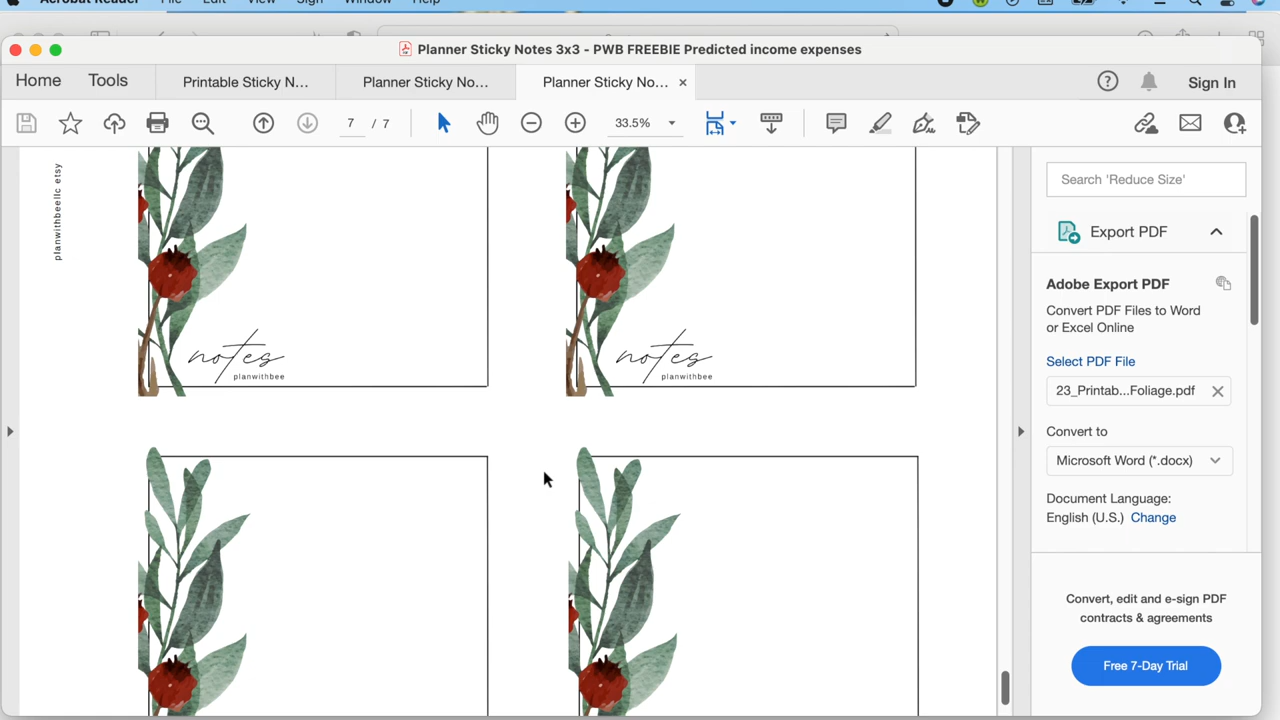 Acrobat Reader File Edit View Sign Window Help
Planner Sticky Notes 3x3 - PWB FREEBIE Predicted income expenses
Home Tools Printable Sticky N... Planner Sticky No... Planner Sticky No... × Sign In
7 / 7 33.5%
planwithbeellc etsy
notes
planwithbee
notes
planwithbee
Search 'Reduce Size'
Export PDF
Adobe Export PDF
Convert PDF Files to Word
or Excel Online
Select PDF File
23_Printab...Foliage.pdf
Convert to
Microsoft Word (*.docx)
Document Language:
English (U.S.) Change
Convert, edit and e-sign PDF
contracts & agreements
Free 7-Day Trial